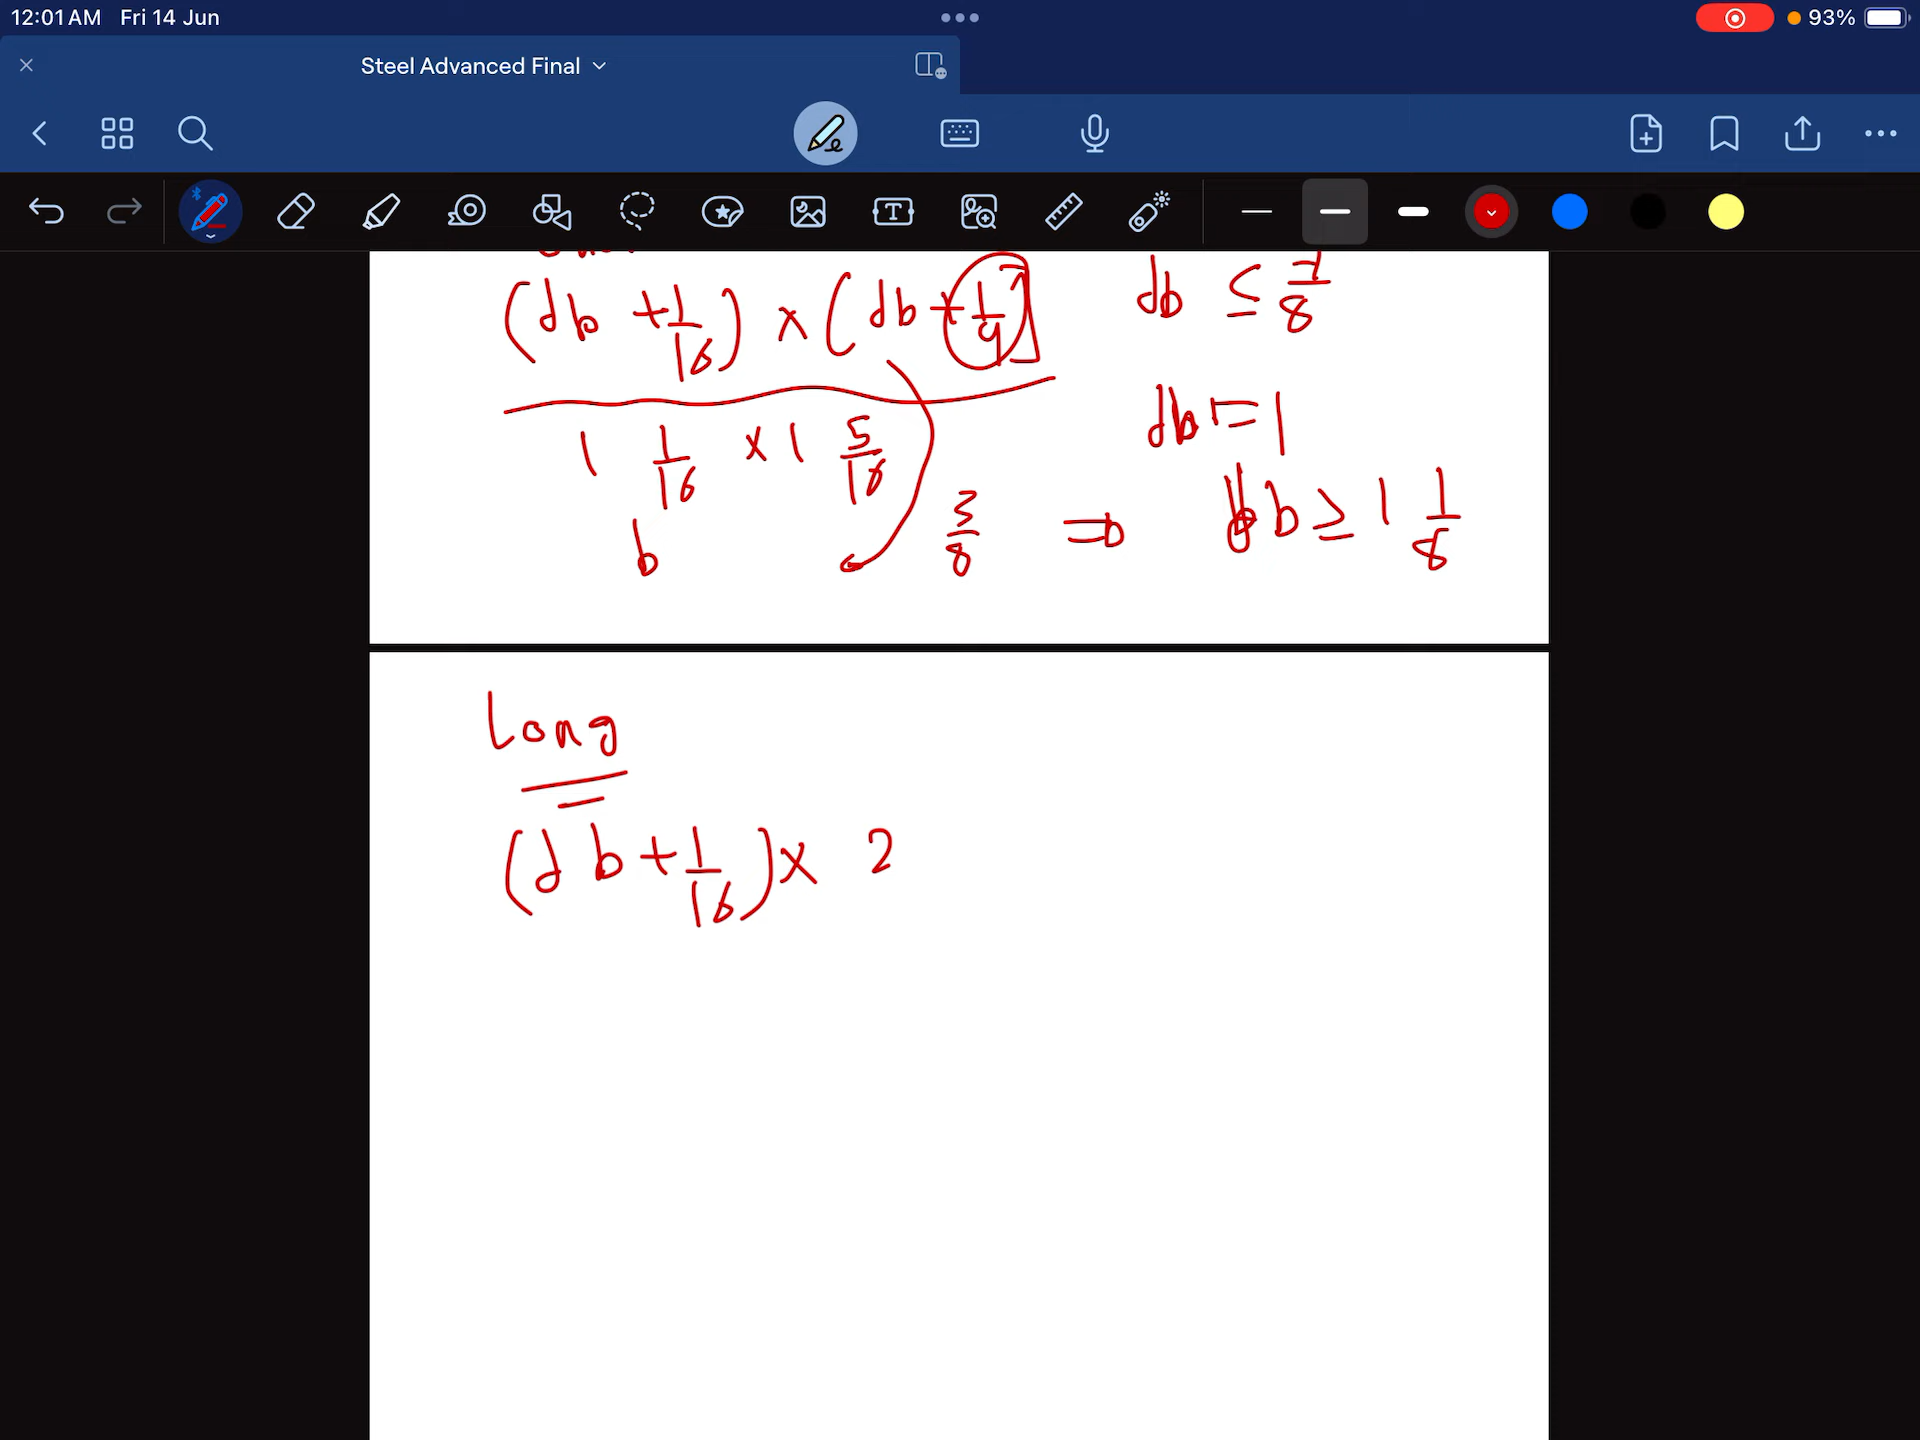 12:01 AM Fri 14 Jun
93%
Steel Advanced Final
(db + 1/16) x (db + 1/4]
db ≤ 7/8
1 1/16 x 1 5/16
db = 1
b
3/8 ⇒ b ≥ 1 1/8
Long
(db + 1/16) x 2